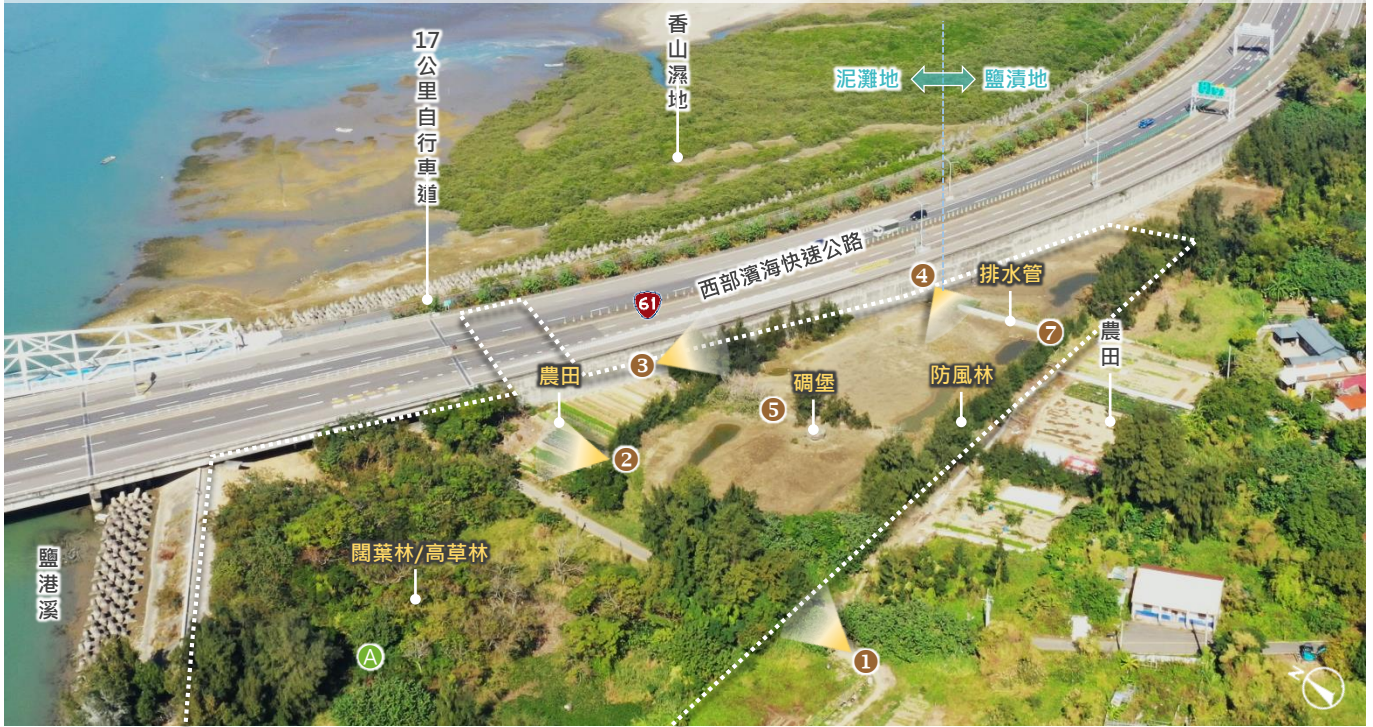 17公里自行車道
香山濕地
泥灘地
鹽漬地
西部濱海快速公路
61
4
排水管
7
農田
3
農田
碉堡
防風林
5
2
鹽港溪
闊葉林/高草林
A
1
N